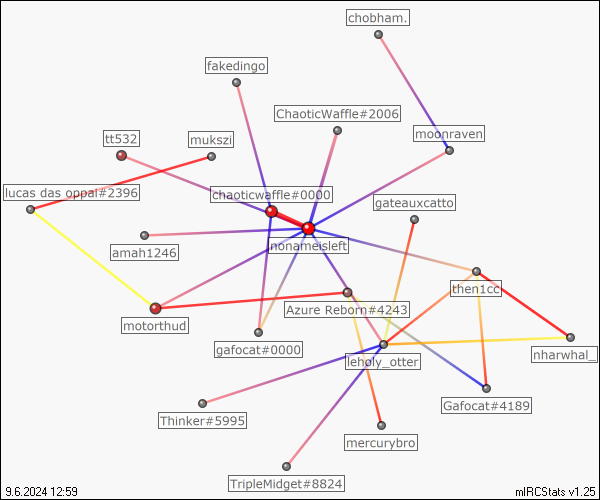 chobham.
fakedingo
ChaoticWaffle#2006
tt532
mukszi
moonraven
lucas das oppai#2396
chaoticwaffle#0000
gateauxcatto
nonameisleft
amah1246
then1cc
Azure Reborn#4243
motorthud
gafocat#0000
leholy_otter
nharwhal_
Gafocat#4189
Thinker#5995
mercurybro
TripleMidget#8824
9.6.2024 12:59
mIRCStats v1.25